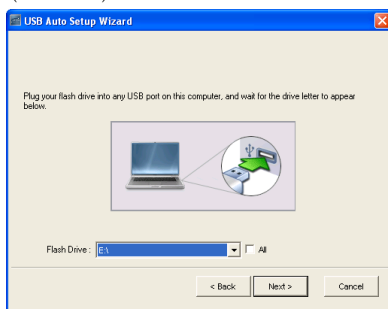 USB Auto Setup Wizard
Plug your flash drive into any USB port on this computer, and wait for the drive letter to appear
below.
Flash Drive : E:\ All
< Back Next > Cancel